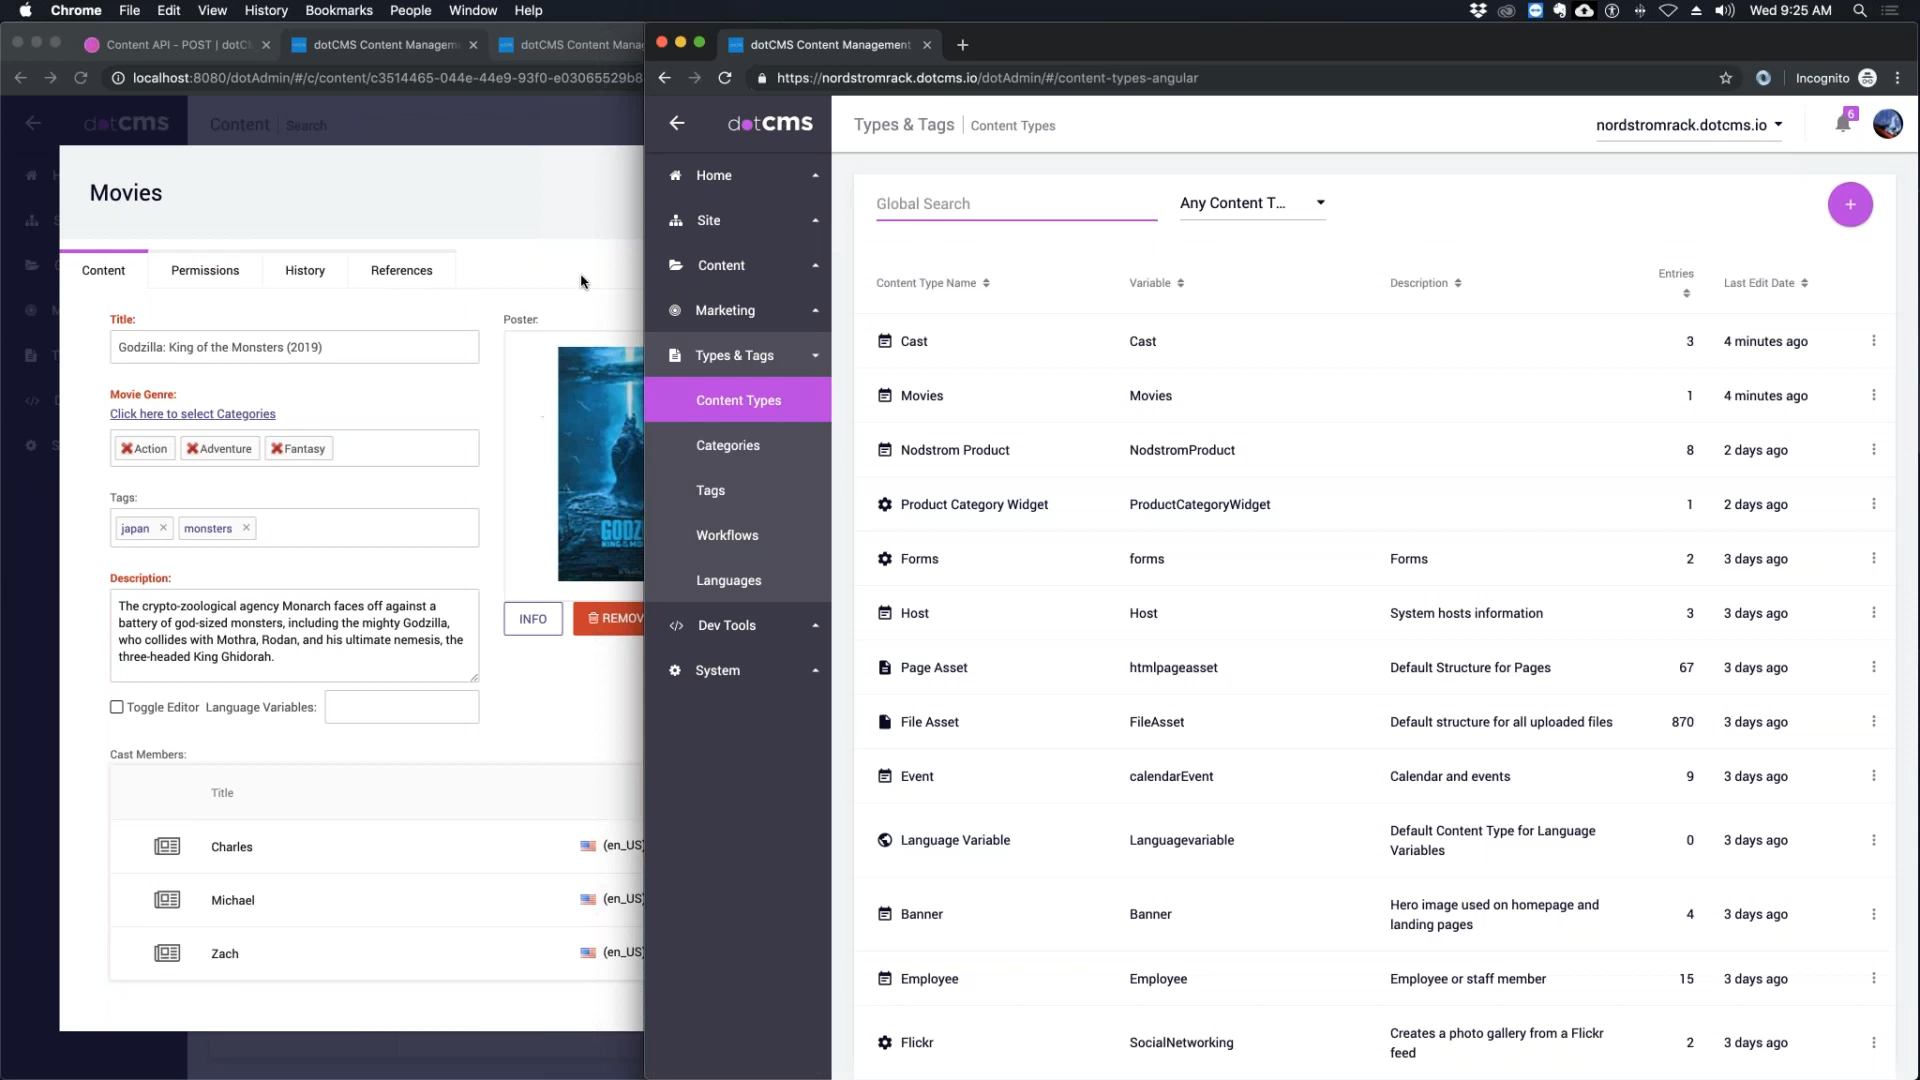 Chrome File Edit View History Bookmarks People Window Help
Wed 9:25 AM
Content API - POST | dotC
dotCMS Content Managem
dotCMS Content Mana
localhost:8080/dotAdmin/#/c/content/c3514465-044e-44e9-93f0-e03065529b8
dotCMS
Content | Search
Movies
Content
Permissions
History
References
Title:
Godzilla: King of the Monsters (2019)
Poster:
Movie Genre:
Click here to select Categories
Action
Adventure
Fantasy
Tags:
japan
monsters
Description:
The crypto-zoological agency Monarch faces off against a
battery of god-sized monsters, including the mighty Godzilla,
who collides with Mothra, Rodan, and his ultimate nemesis, the
three-headed King Ghidorah.
INFO
REMOV
Toggle Editor Language Variables:
Cast Members:
Title
Charles (en_US)
Michael (en_US)
Zach (en_US)
dotCMS Content Management
https://nordstromrack.dotcms.io/dotAdmin/#/content-types-angular
Incognito
dotCMS
Types & Tags | Content Types
nordstromrack.dotcms.io
6
Home
Site
Content
Marketing
Types & Tags
Content Types
Categories
Tags
Workflows
Languages
Dev Tools
System
Global Search
Any Content T...
+
Content Type Name Variable Description Entries Last Edit Date
Cast Cast 3 4 minutes ago
Movies Movies 1 4 minutes ago
Nodstrom Product NodstromProduct 8 2 days ago
Product Category Widget ProductCategoryWidget 1 2 days ago
Forms forms Forms 2 3 days ago
Host Host System hosts information 3 3 days ago
Page Asset htmlpageasset Default Structure for Pages 67 3 days ago
File Asset FileAsset Default structure for all uploaded files 870 3 days ago
Event calendarEvent Calendar and events 9 3 days ago
Language Variable Languagevariable Default Content Type for Language
Variables 0 3 days ago
Banner Banner Hero image used on homepage and
landing pages 4 3 days ago
Employee Employee Employee or staff member 15 3 days ago
Flickr SocialNetworking Creates a photo gallery from a Flickr
feed 2 3 days ago